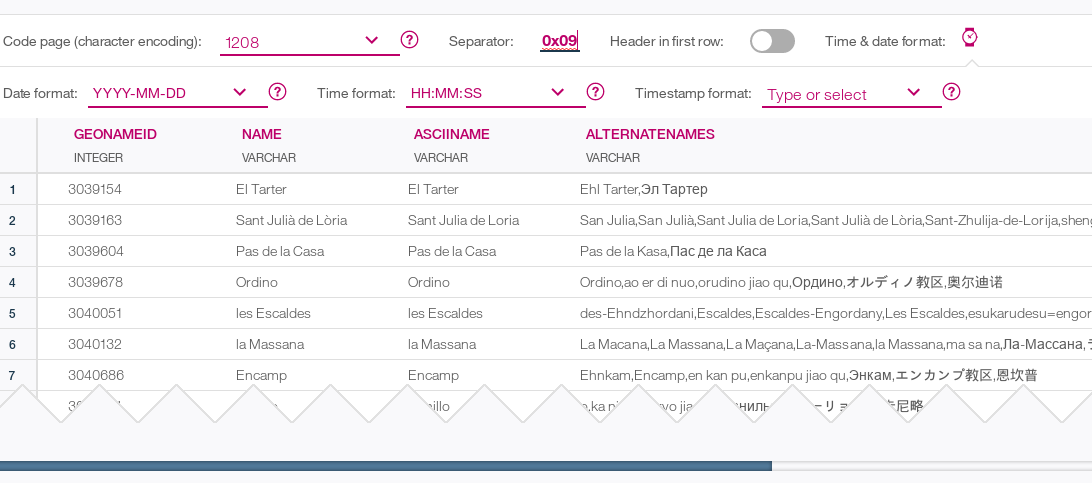 Code page (character encoding): 1208 ? Separator: 0x09 Header in first row: Time & date format:
Date format: YYYY-MM-DD ? Time format: HH:MM:SS ? Timestamp format: Type or select ?
GEONAMEID NAME ASCIINAME ALTERNATENAMES
INTEGER VARCHAR VARCHAR VARCHAR
1 3039154 El Tarter El Tarter Ehl Tarter,Эл Тартер
2 3039163 Sant Julià de Lòria Sant Julia de Loria San Julia,San Julià,Sant Julia de Loria,Sant Julià de Lòria,Sant-Zhulija-de-Lorija,sheng
3 3039604 Pas de la Casa Pas de la Casa Pas de la Kasa,Пас де ла Каса
4 3039678 Ordino Ordino Ordino,ao er di nuo,orudino jiao qu,Ордино,オルディノ教区,奥尔迪诺
5 3040051 les Escaldes les Escaldes des-Ehndzhordani,Escaldes,Escaldes-Engordany,Les Escaldes,esukarudesu=engor
6 3040132 la Massana la Massana La Macana,La Massana,La Maçana,La-Massana,la Massana,ma sa na,Ла-Массана,ラ
7 3040686 Encamp Encamp Ehnkam,Encamp,en kan pu,enkanpu jiao qu,Энкам,エンカンプ教区,恩坎普